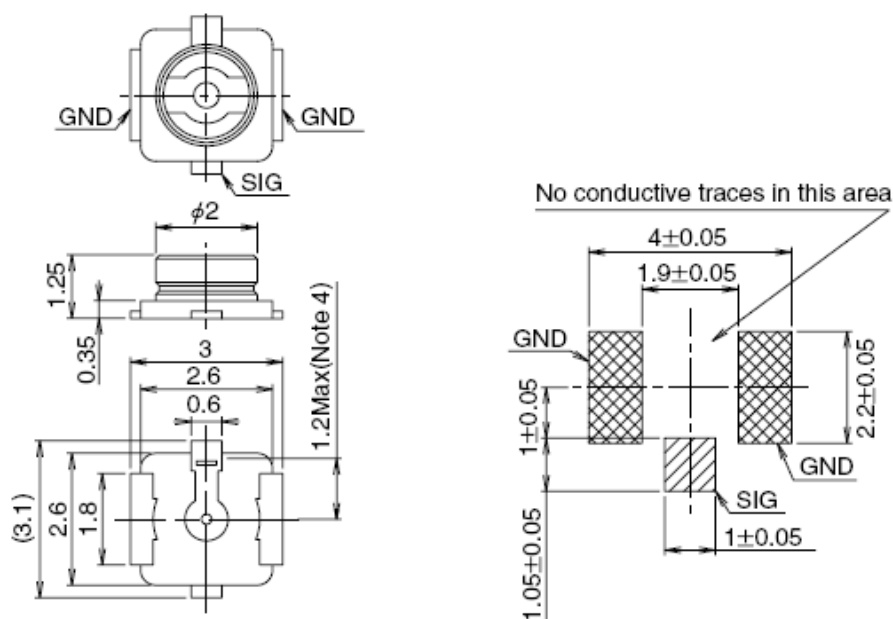 GND
GND
SIG
ϕ2
1.25
0.35
3
2.6
0.6
1.2Max(Note 4)
(3.1)
2.6
1.8
No conductive traces in this area
4±0.05
1.9±0.05
GND
2.2±0.05
1±0.05
GND
SIG
1.05±0.05
1±0.05